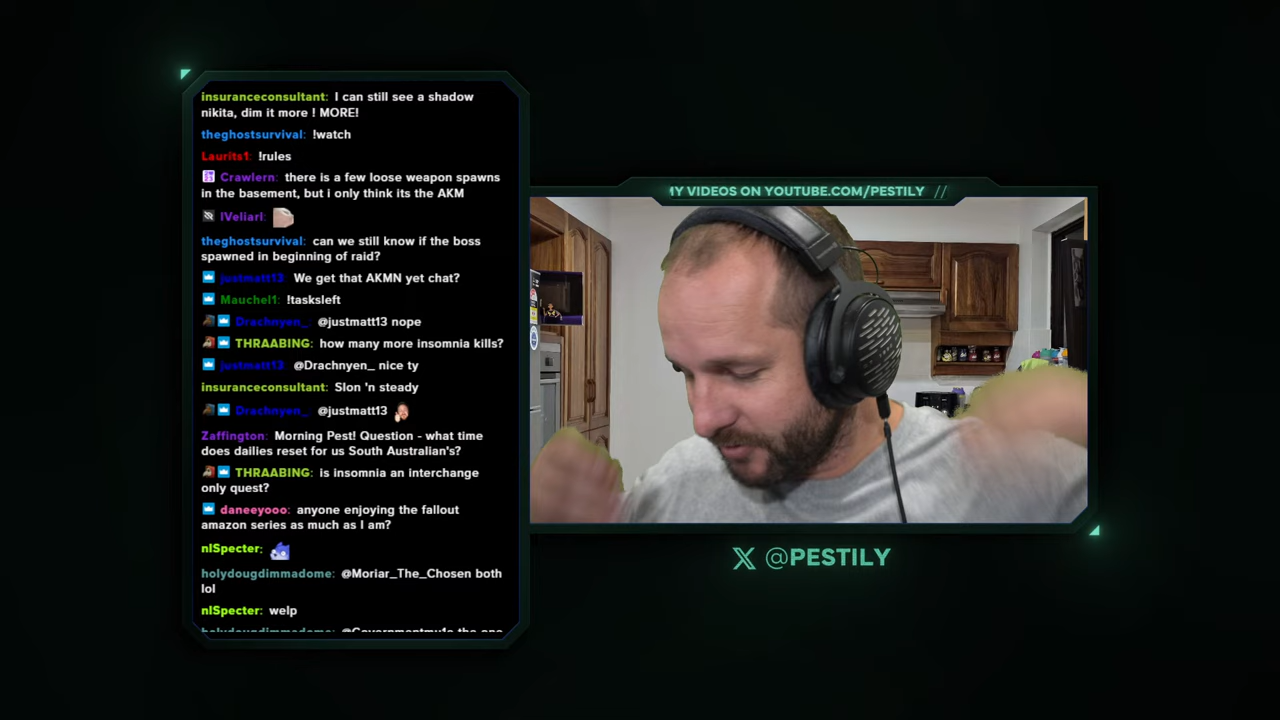 insuranceconsultant: I can still see a shadow
nikita, dim it more ! MORE!
theghostsurvival: !watch
Laurits1: !rules
Crawlern: there is a few loose weapon spawns
in the basement, but i only think its the AKM
lVeliarl:
theghostsurvival: can we still know if the boss
spawned in beginning of raid?
justmatt13 We get that AKMN yet chat?
Mauchel1: !tasksleft
Drachnyen_ @justmatt13 nope
THRAABING: how many more insomnia kills?
justmatt13 @Drachnyen_ nice ty
insuranceconsultant: Slon 'n steady
Drachnyen_ @justmatt13
Zaffington: Morning Pest! Question - what time
does dailies reset for us South Australian's?
THRAABING: is insomnia an interchange
only quest?
daneeyooo: anyone enjoying the fallout
amazon series as much as I am?
nlSpecter:
holydougdimmadome: @Moriar_The_Chosen both
lol
nlSpecter: welp
holydougdimmadome: the one
Y VIDEOS ON YOUTUBE.COM/PESTILY //
X @PESTILY